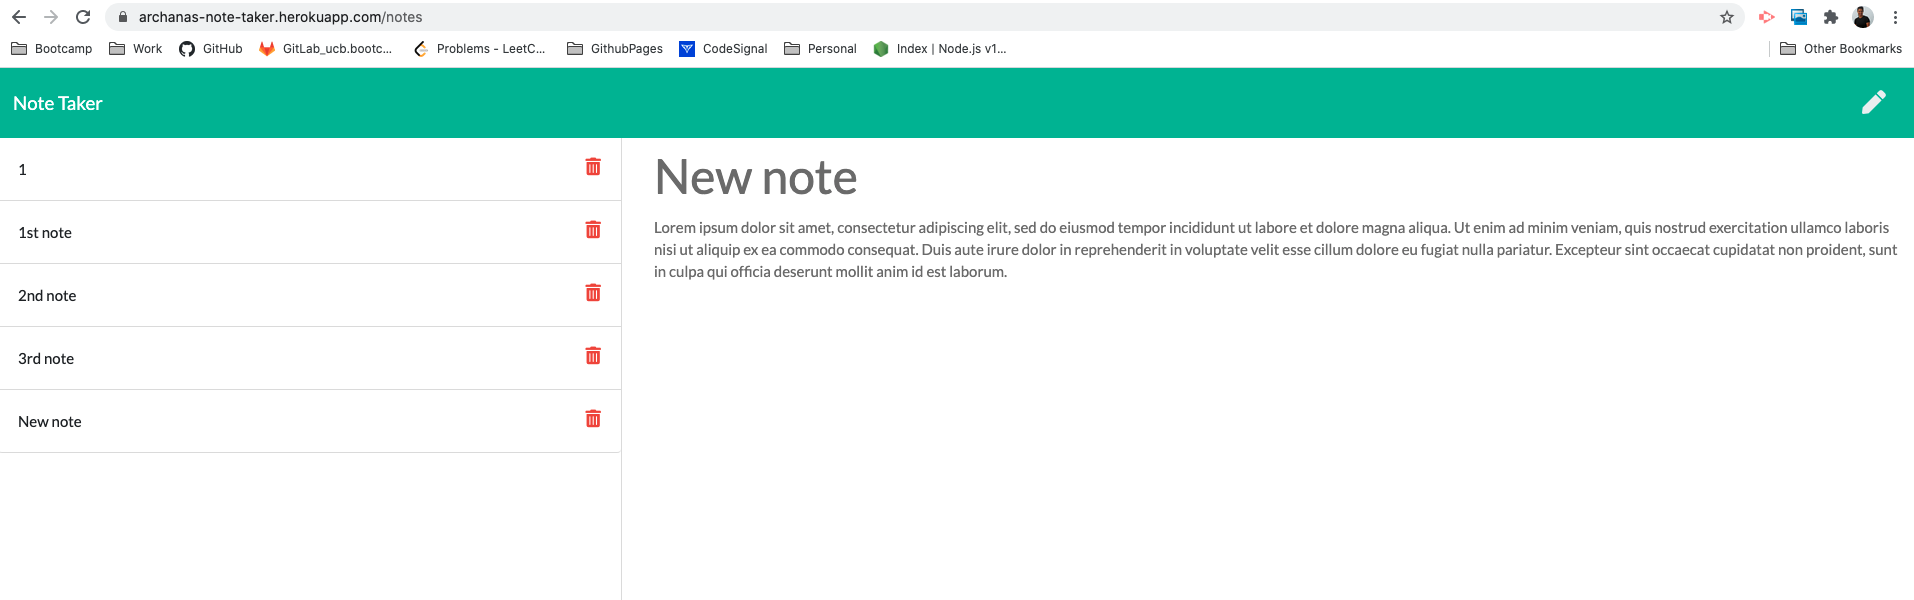 archanas-note-taker.herokuapp.com/notes
Bootcamp Work GitHub GitLab_ucb.bootc... Problems - LeetC... GithubPages CodeSignal Personal Index | Node.js v1... Other Bookmarks
Note Taker
1
1st note
2nd note
3rd note
New note
New note
Lorem ipsum dolor sit amet, consectetur adipiscing elit, sed do eiusmod tempor incididunt ut labore et dolore magna aliqua. Ut enim ad minim veniam, quis nostrud exercitation ullamco laboris
nisi ut aliquip ex ea commodo consequat. Duis aute irure dolor in reprehenderit in voluptate velit esse cillum dolore eu fugiat nulla pariatur. Excepteur sint occaecat cupidatat non proident, sunt
in culpa qui officia deserunt mollit anim id est laborum.